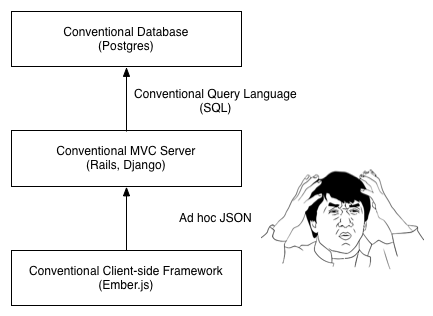 Conventional Database
(Postgres)
Conventional Query Language
(SQL)
Conventional MVC Server
(Rails, Django)
Ad hoc JSON
Conventional Client-side Framework
(Ember.js)